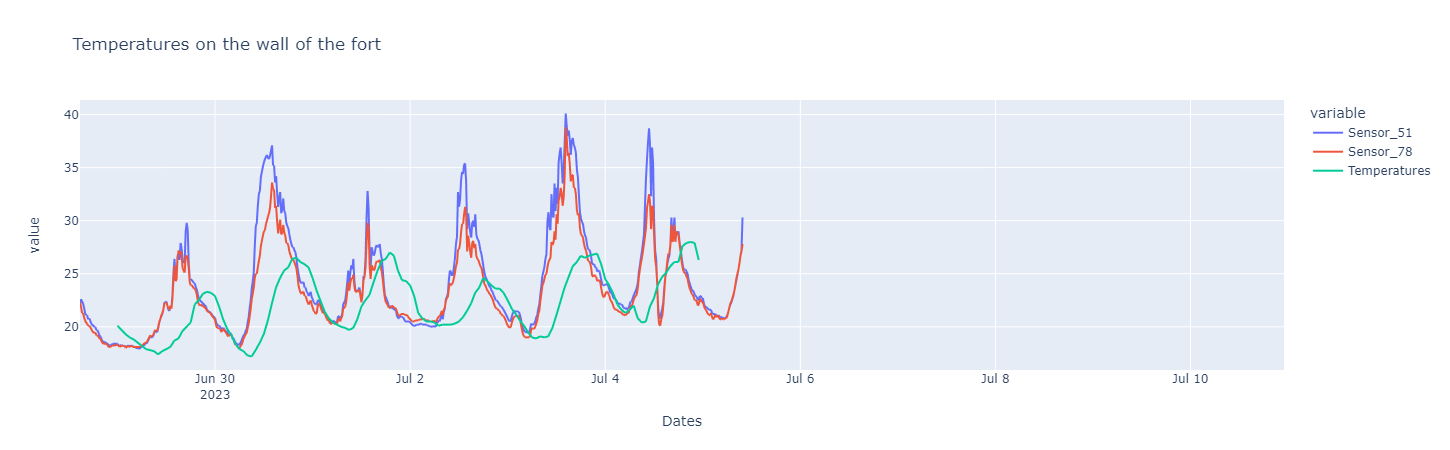 Temperatures on the wall of the fort
variable
Sensor_51
Sensor_78
Temperatures
value
40
35
30
25
20
Jun 30
2023
Jul 2
Jul 4
Jul 6
Jul 8
Jul 10
Dates